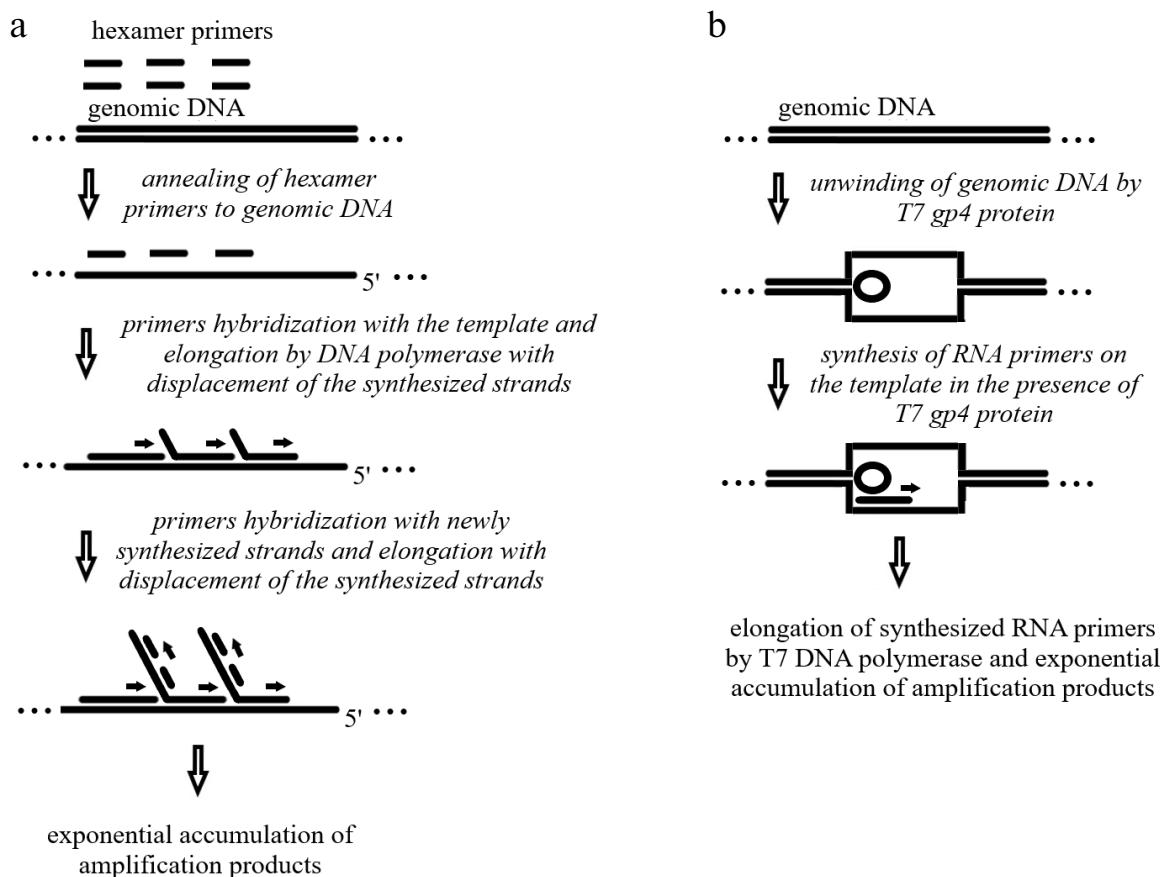 a
hexamer primers
genomic DNA
... ...
annealing of hexamer
primers to genomic DNA
... 5' ...
primers hybridization with the template and
elongation by DNA polymerase with
displacement of the synthesized strands
... 5' ...
primers hybridization with newly
synthesized strands and elongation with
displacement of the synthesized strands
... 5' ...
exponential accumulation of
amplification products
b
genomic DNA
... ...
unwinding of genomic DNA by
T7 gp4 protein
... ...
synthesis of RNA primers on
the template in the presence of
T7 gp4 protein
... ...
elongation of synthesized RNA primers
by T7 DNA polymerase and exponential
accumulation of amplification products